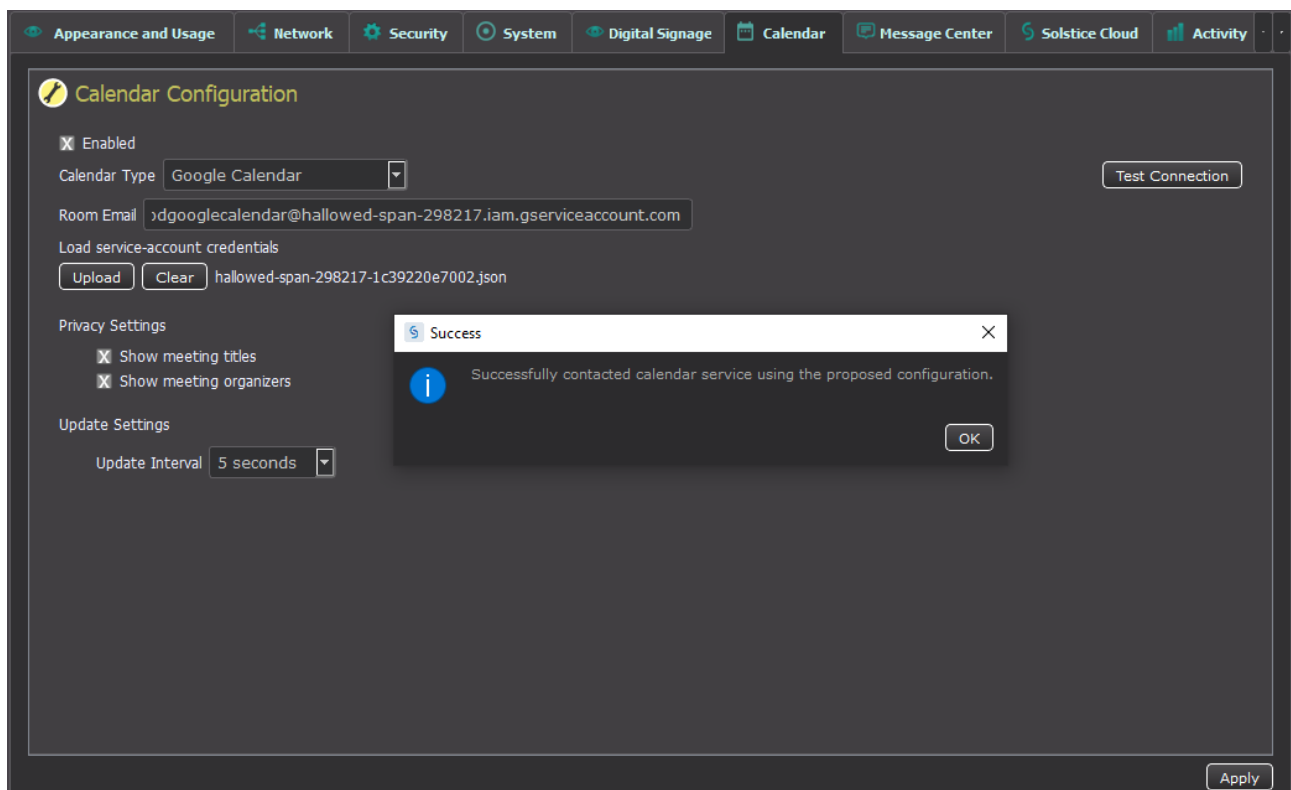 Appearance and Usage Network Security System Digital Signage Calendar Message Center Solstice Cloud Activity
Calendar Configuration
X Enabled
Calendar Type Google Calendar Test Connection
Room Email dgooglecalendar@hallowed-span-298217.iam.gserviceaccount.com
Load service-account credentials
Upload Clear hallowed-span-298217-1c39220e7002.json
Privacy Settings
X Show meeting titles
X Show meeting organizers
Update Settings
Update Interval 5 seconds
Success
Successfully contacted calendar service using the proposed configuration.
OK
Apply